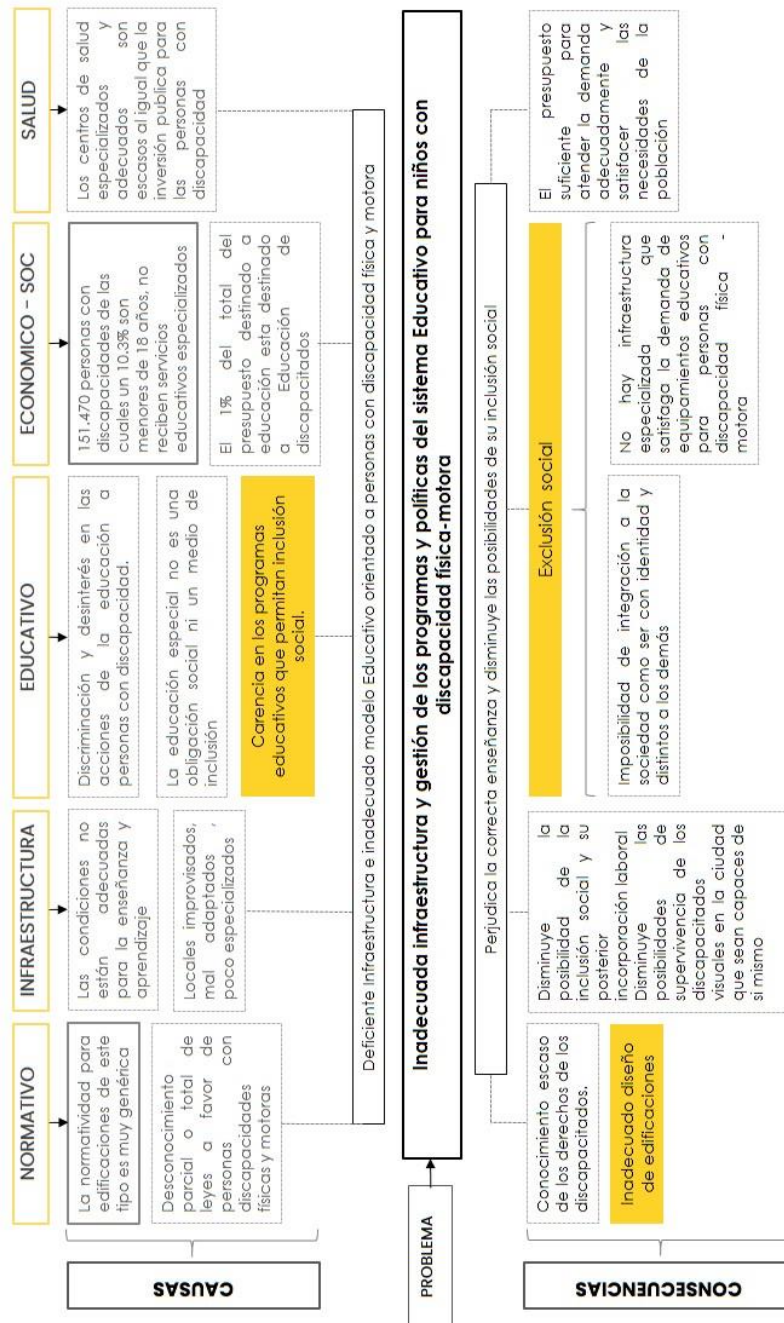 NORMATIVO
INFRAESTRUCTURA
EDUCATIVO
ECONOMICO - SOC
SALUD
CAUSAS
La normatividad para
edificaciones de este
tipo es muy genérica
Desconocimiento
parcial o total de
leyes a favor de
personas con
discapacidades
físicas y motoras
Las condiciones no
están adecuadas
para la enseñanza y
aprendizaje
Locales improvisados,
mal adaptados ,
poco especializados
Discriminación y desinterés en las
acciones de la educación a
personas con discapacidad.
La educación especial no es una
obligación social ni un medio de
inclusión
Carencia en los programas
educativos que permitan inclusión
social.
151,470 personas con
discapacidades de las
cuales un 10.3% son
menores de 18 años, no
reciben servicios
educativos especializados
El 1% del total del
presupuesto destinado a
educación esta destinado
a Educación de
discapacitados
Los centros de salud
especializados y
adecuados son
escasos al igual que la
inversión publica para
las personas con
discapacidad
Deficiente Infraestructura e inadecuado modelo Educativo orientado a personas con discapacidad física y motora
PROBLEMA
Inadecuada infraestructura y gestión de los programas y políticas del sistema Educativo para niños con
discapacidad física-motora
Perjudica la correcta enseñanza y disminuye las posibilidades de su inclusión social
CONSECUENCIAS
Conocimiento escaso
de los derechos de los
discapacitados.
Inadecuado diseño
de edificaciones
Disminuye la
posibilidad de la
inclusión social y su
posterior
incorporación laboral
Disminuye las
posibilidades de
supervivencia de los
discapacitados
visuales en la ciudad
que sean capaces de
si mismo
Exclusión social
Imposibilidad de integración a la
sociedad como ser con identidad y
distintos a los demás
No hay infraestructura
especializada que
satisfaga la demanda de
equipamientos educativos
para personas con
discapacidad física -
motora
El presupuesto
suficiente para
atender la demanda
adecuadamente y
satisfacer las
necesidades de la
población